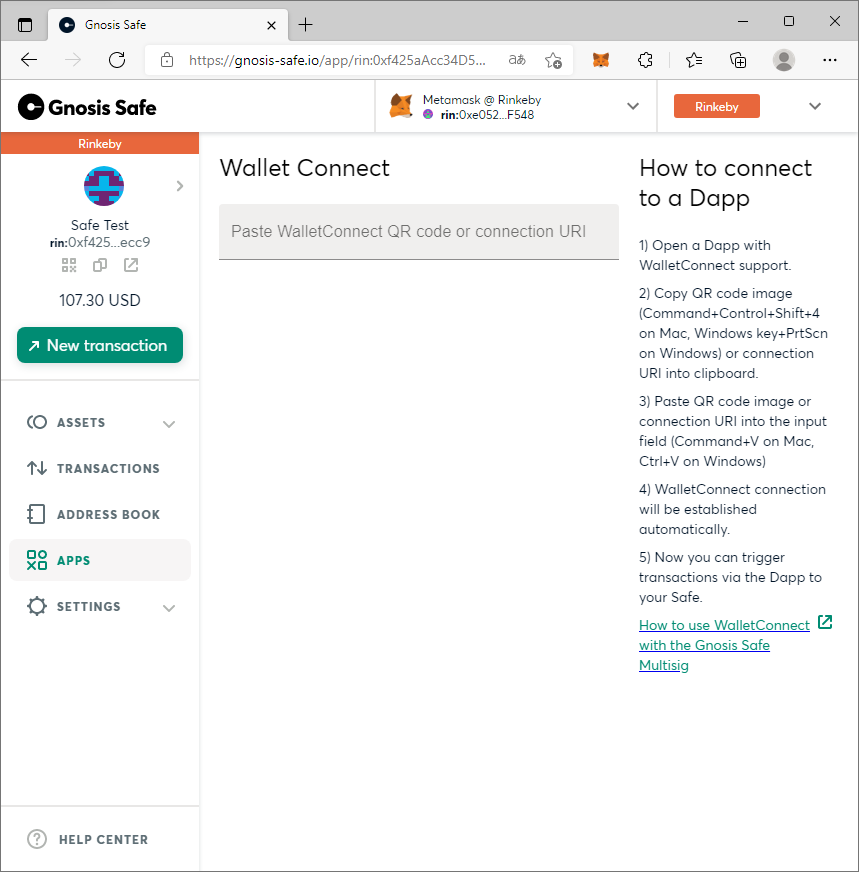 Gnosis Safe
https://gnosis-safe.io/app/rin:0xf425aAcc34D5...
Gnosis Safe
Metamask @ Rinkeby
rin:0xe052...F548
Rinkeby
Rinkeby
Safe Test
rin:0xf425...ecc9
107.30 USD
New transaction
ASSETS
TRANSACTIONS
ADDRESS BOOK
APPS
SETTINGS
HELP CENTER
Wallet Connect
Paste WalletConnect QR code or connection URI
How to connect
to a Dapp
1) Open a Dapp with
WalletConnect support.
2) Copy QR code image
(Command+Control+Shift+4
on Mac, Windows key+PrtScn
on Windows) or connection
URI into clipboard.
3) Paste QR code image or
connection URI into the input
field (Command+V on Mac,
Ctrl+V on Windows)
4) WalletConnect connection
will be established
automatically.
5) Now you can trigger
transactions via the Dapp to
your Safe.
How to use WalletConnect
with the Gnosis Safe
Multisig